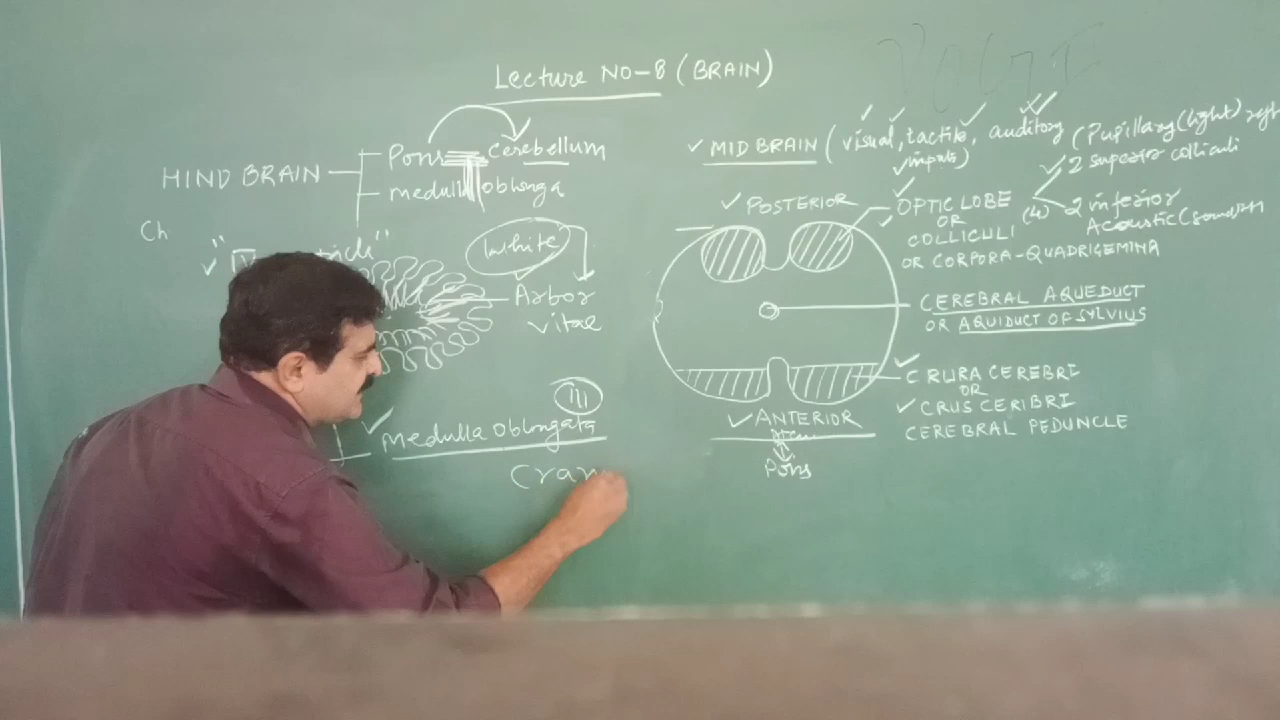 Lecture NO-8 (BRAIN)
HIND BRAIN
Pons
Cerebellum
medulla oblonga
Ch
White
Arbor
vitae
III
Medulla Oblongata
Cran
MID BRAIN (visual, tactile, auditory
inputs)
(Pupillary (light)
2 superior colliculi
POSTERIOR
OPTIC LOBE
OR
COLLICULI (4)
2 inferior
Acoustic (sound)
OR CORPORA-QUADRIGEMINA
CEREBRAL AQUEDUCT
OR AQUIDUCT OF SYLVIUS
CRURA CEREBRI
OR
CRUS CERIBRI
CEREBRAL PEDUNCLE
ANTERIOR
Pons